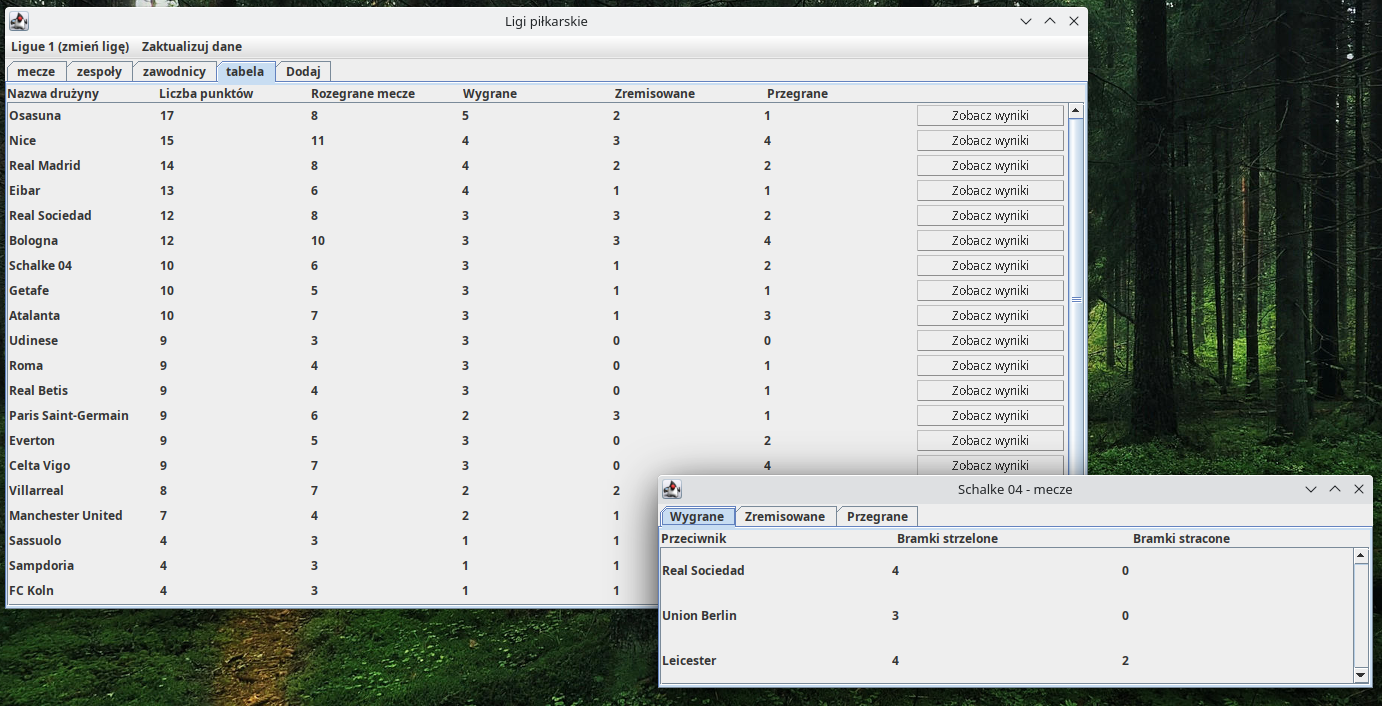 Ligi piłkarskie
Ligue 1 (zmień ligę) Zaktualizuj dane
mecze zespoły zawodnicy tabela Dodaj
Nazwa drużyny Liczba punktów Rozegrane mecze Wygrane Zremisowane Przegrane
Osasuna 17 8 5 2 1 Zobacz wyniki
Nice 15 11 4 3 4 Zobacz wyniki
Real Madrid 14 8 4 2 2 Zobacz wyniki
Eibar 13 6 4 1 1 Zobacz wyniki
Real Sociedad 12 8 3 3 2 Zobacz wyniki
Bologna 12 10 3 3 4 Zobacz wyniki
Schalke 04 10 6 3 1 2 Zobacz wyniki
Getafe 10 5 3 1 1 Zobacz wyniki
Atalanta 10 7 3 1 3 Zobacz wyniki
Udinese 9 3 3 0 0 Zobacz wyniki
Roma 9 4 3 0 1 Zobacz wyniki
Real Betis 9 4 3 0 1 Zobacz wyniki
Paris Saint-Germain 9 6 2 3 1 Zobacz wyniki
Everton 9 5 3 0 2 Zobacz wyniki
Celta Vigo 9 7 3 0 4 Zobacz wyniki
Villarreal 8 7 2 2
Manchester United 7 4 2 1
Sassuolo 4 3 1 1
Sampdoria 4 3 1 1
FC Koln 4 3 1 1
Schalke 04 - mecze
Wygrane Zremisowane Przegrane
Przeciwnik Bramki strzelone Bramki stracone
Real Sociedad 4 0
Union Berlin 3 0
Leicester 4 2